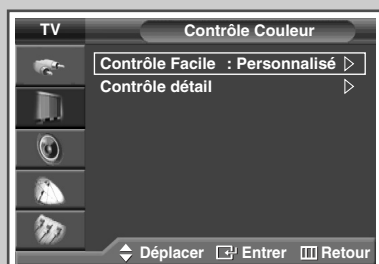 TV Contrôle Couleur
Contrôle Facile : Personnalisé
Contrôle détail
Déplacer Entrer Retour